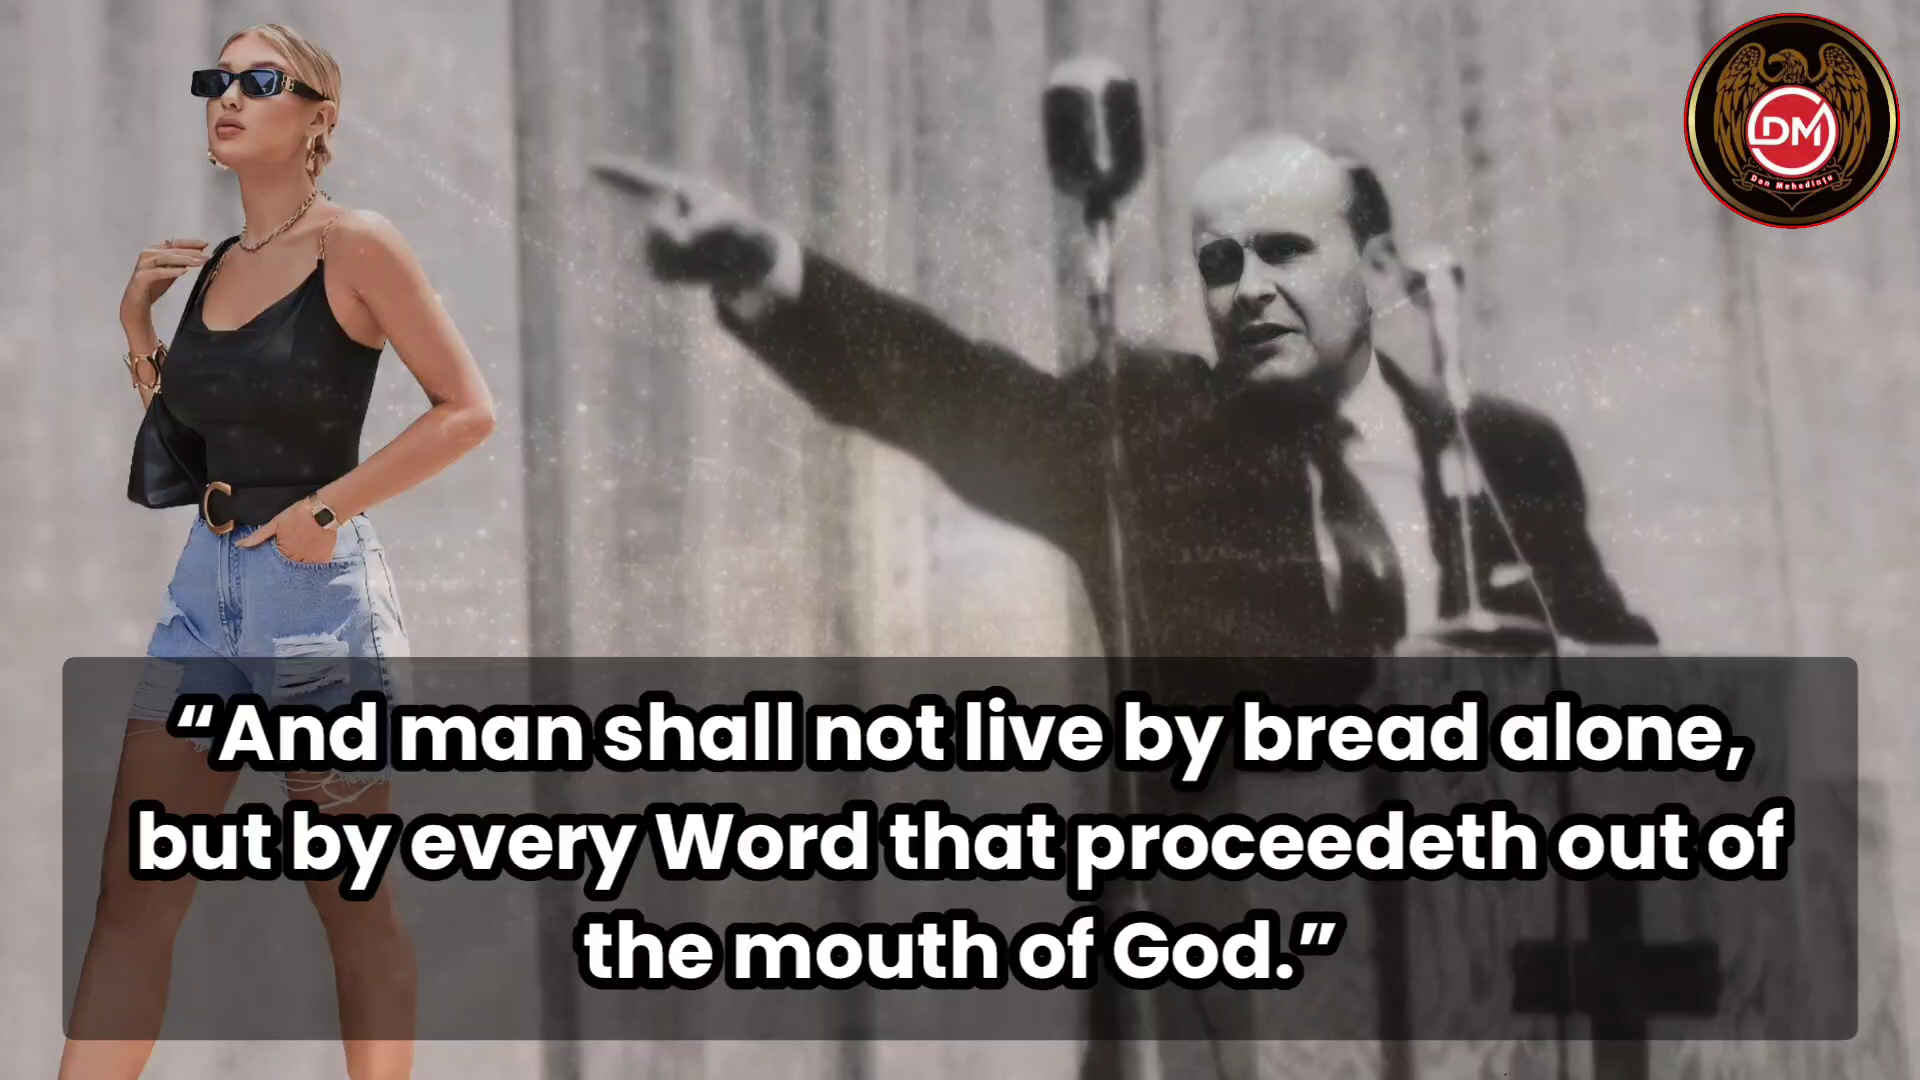 DM
Dan Mehedințu
“And man shall not live by bread alone,
but by every Word that proceedeth out of
the mouth of God.”